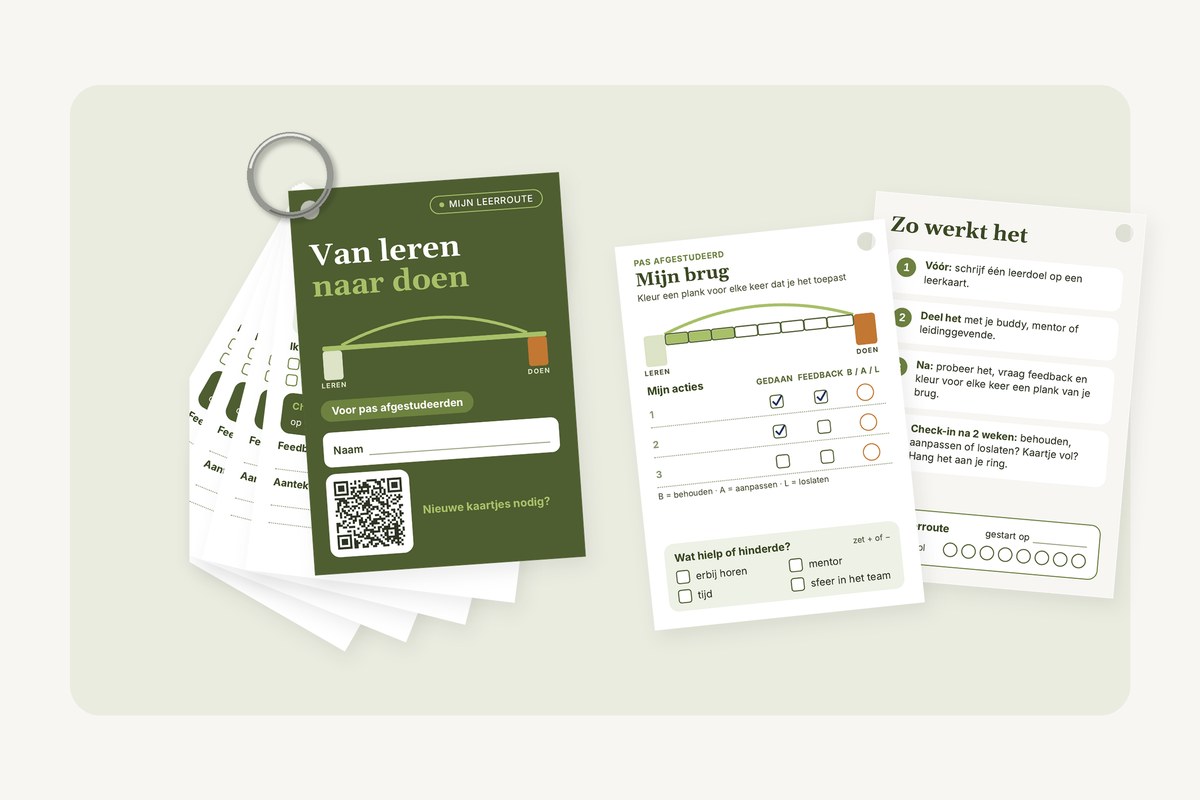 MIJN LEERROUTE
Van leren
naar doen
LEREN
DOEN
Voor pas afgestudeerden
Naam
Nieuwe kaartjes nodig?
Ik
op
Feedb
Aantek
PAS AFGESTUDEERD
Mijn brug
Kleur een plank voor elke keer dat je het toepast
LEREN
DOEN
Mijn acties
GEDAAN FEEDBACK B / A / L
1
2
3
B = behouden · A = aanpassen · L = loslaten
Wat hielp of hinderde?
zet + of –
erbij horen
mentor
tijd
sfeer in het team
Zo werkt het
1
Vóór: schrijf één leerdoel op een
leerkaart.
2
Deel het met je buddy, mentor of
leidinggevende.
Na: probeer het, vraag feedback en
kleur voor elke keer een plank van je
brug.
Check-in na 2 weken: behouden,
aanpassen of loslaten? Kaartje vol?
Hang het aan je ring.
rroute
gestart op
ol